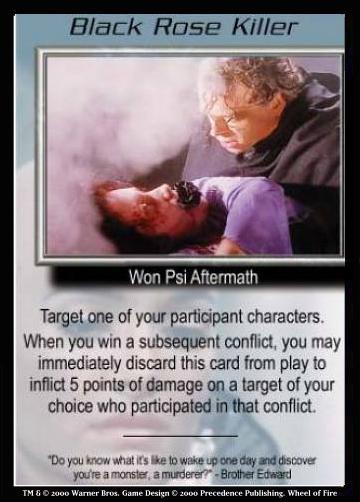 Black Rose Killer
Won Psi Aftermath
Target one of your participant characters.
When you win a subsequent conflict, you may
immediately discard this card from play to
inflict 5 points of damage on a target of your
choice who participated in that conflict.
"Do you know what it's like to wake up one day and discover
you're a monster, a murderer?" - Brother Edward
TM & © 2000 Warner Bros. Game Design © 2000 Precedence Publishing. Wheel of Fire